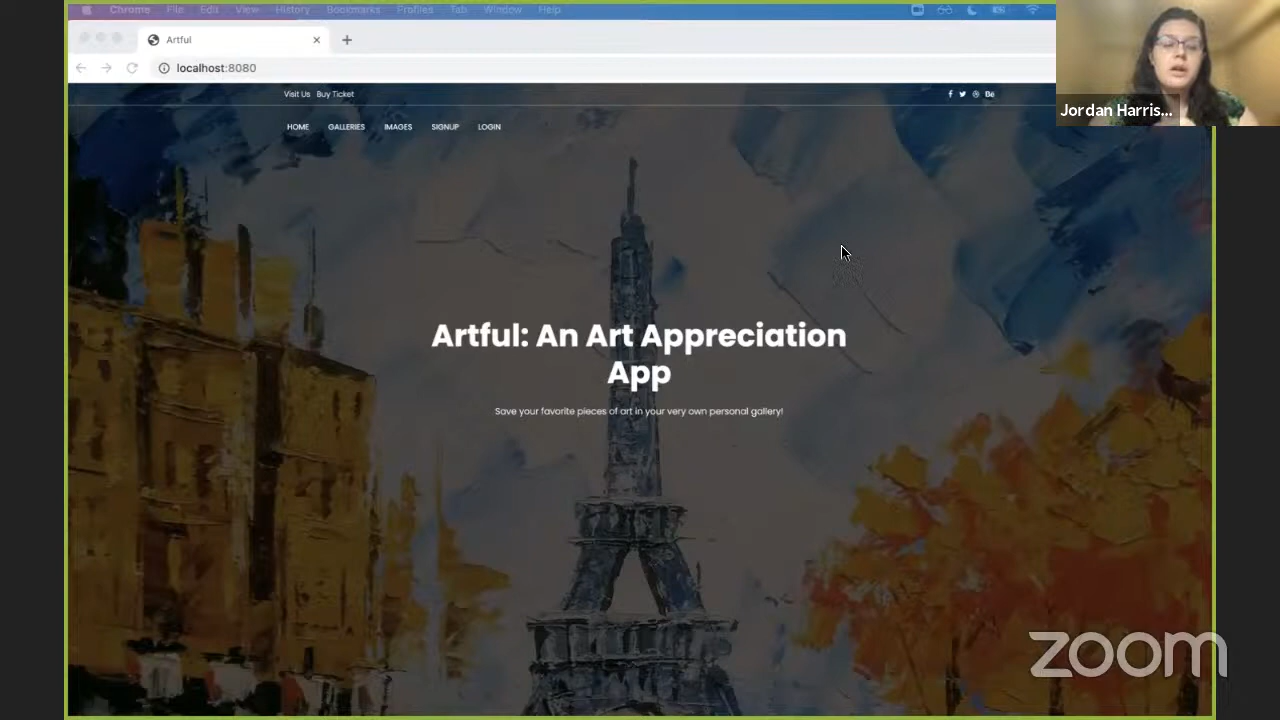 Chrome File Edit View History Bookmarks Profiles Tab Window Help
Artful
localhost:8080
Jordan Harris...
Visit Us Buy Ticket
HOME GALLERIES IMAGES SIGNUP LOGIN
Artful: An Art Appreciation
App
Save your favorite pieces of art in your very own personal gallery!
zoom